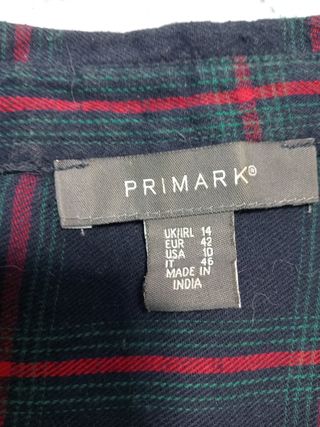 PRIMARK®
UK/IRL 14
EUR 42
USA 10
IT 46
MADE IN
INDIA